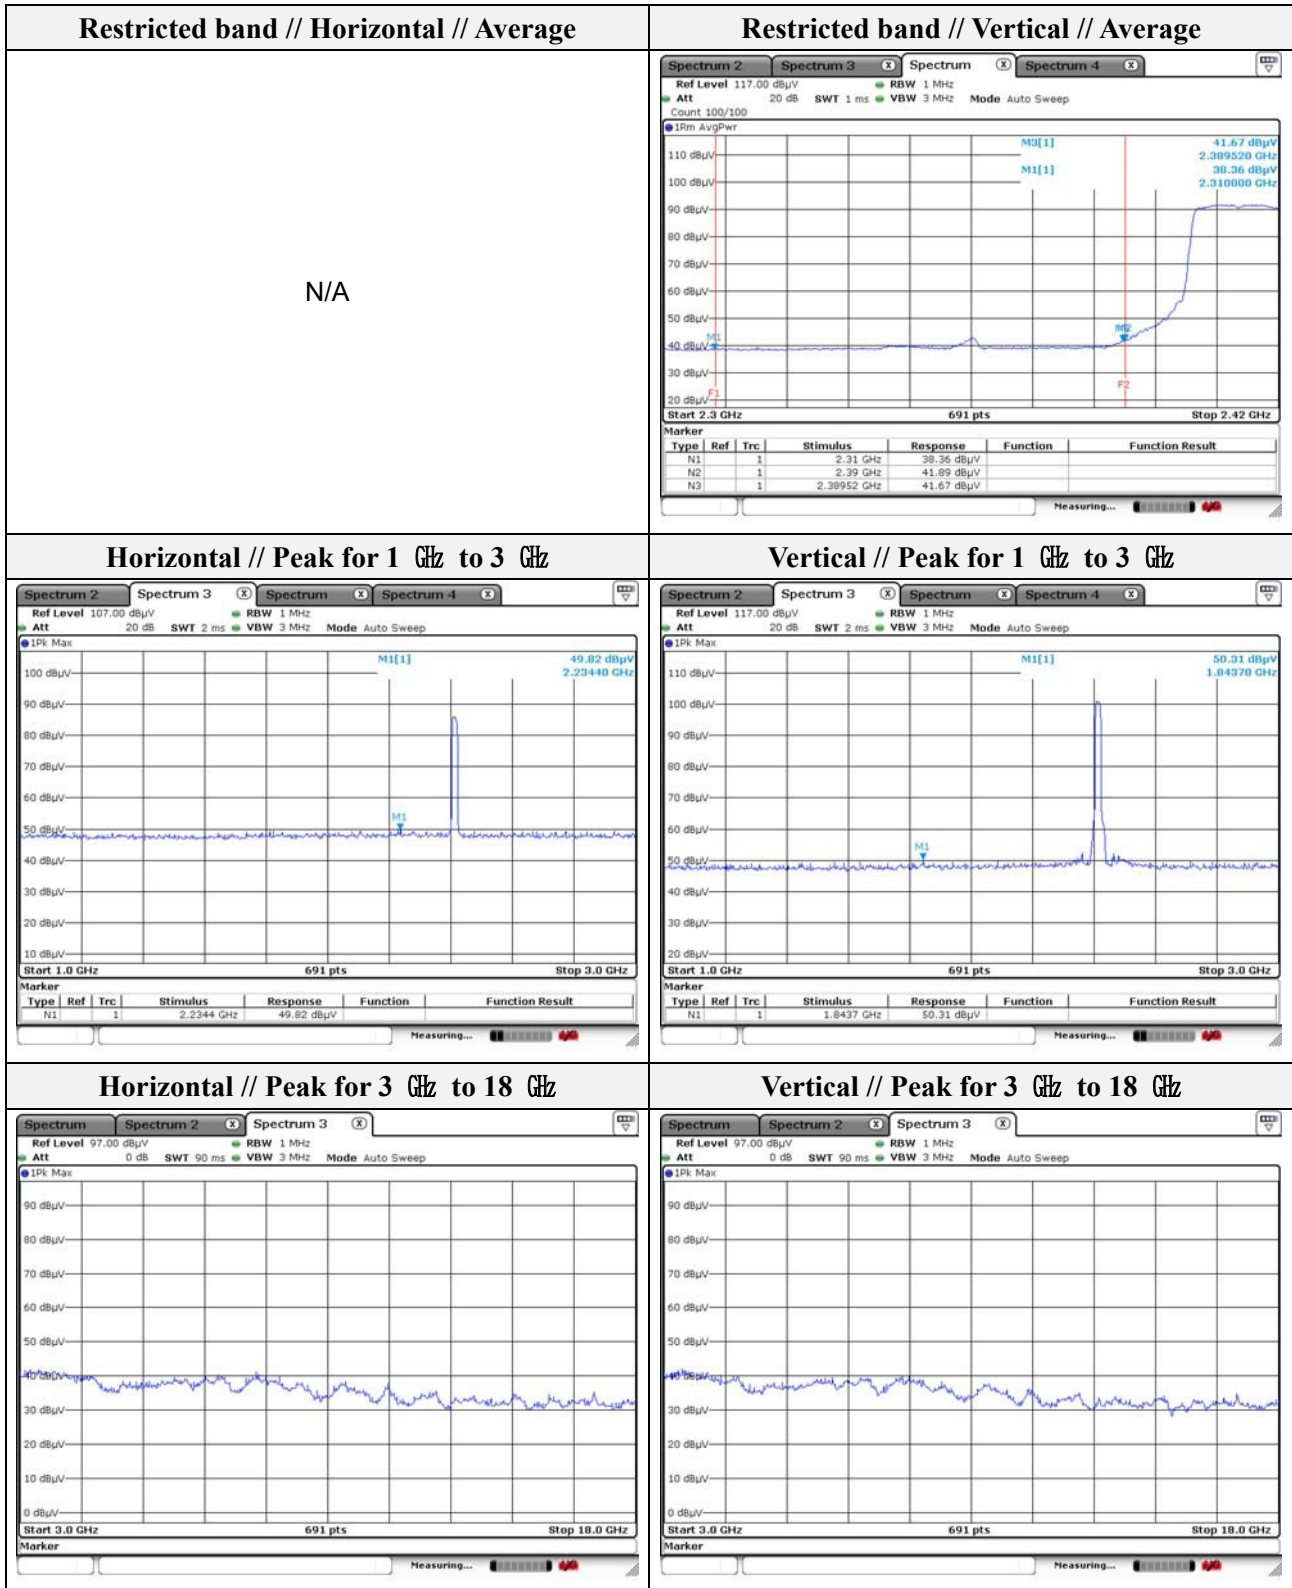 Restricted band // Horizontal // Average
Restricted band // Vertical // Average
N/A
Spectrum 2 Spectrum 3 Spectrum Spectrum 4
Ref Level 117.00 dBµV RBW 1 MHz
Att 20 dB SWT 1 ms VBW 3 MHz Mode Auto Sweep
Count 100/100
1Rm AvgPwr
M3[1] 41.67 dBµV
2.389520 GHz
M1[1] 38.36 dBµV
2.310000 GHz
110 dBµV
100 dBµV
90 dBµV
80 dBµV
70 dBµV
60 dBµV
50 dBµV
M1
40 dBµV
30 dBµV
F1
F2
20 dBµV
Start 2.3 GHz 691 pts Stop 2.42 GHz
Marker
Type Ref Trc Stimulus Response Function Function Result
N1 1 2.31 GHz 38.36 dBµV
N2 1 2.39 GHz 41.89 dBµV
N3 1 2.38952 GHz 41.67 dBµV
Measuring...
Horizontal // Peak for 1 ㎓ to 3 ㎓
Vertical // Peak for 1 ㎓ to 3 ㎓
Spectrum 2 Spectrum 3 Spectrum Spectrum 4
Ref Level 107.00 dBµV RBW 1 MHz
Att 20 dB SWT 2 ms VBW 3 MHz Mode Auto Sweep
1Pk Max
M1[1] 49.82 dBµV
2.23440 GHz
100 dBµV
90 dBµV
80 dBµV
70 dBµV
60 dBµV
M1
50 dBµV
40 dBµV
30 dBµV
20 dBµV
10 dBµV
Start 1.0 GHz 691 pts Stop 3.0 GHz
Marker
Type Ref Trc Stimulus Response Function Function Result
N1 1 2.2344 GHz 49.82 dBµV
Measuring...
Spectrum 2 Spectrum 3 Spectrum Spectrum 4
Ref Level 117.00 dBµV RBW 1 MHz
Att 20 dB SWT 2 ms VBW 3 MHz Mode Auto Sweep
1Pk Max
M1[1] 50.31 dBµV
1.84370 GHz
110 dBµV
100 dBµV
90 dBµV
80 dBµV
70 dBµV
60 dBµV
M1
50 dBµV
40 dBµV
30 dBµV
20 dBµV
Start 1.0 GHz 691 pts Stop 3.0 GHz
Marker
Type Ref Trc Stimulus Response Function Function Result
N1 1 1.8437 GHz 50.31 dBµV
Measuring...
Horizontal // Peak for 3 ㎓ to 18 ㎓
Vertical // Peak for 3 ㎓ to 18 ㎓
Spectrum Spectrum 2 Spectrum 3
Ref Level 97.00 dBµV RBW 1 MHz
Att 0 dB SWT 90 ms VBW 3 MHz Mode Auto Sweep
1Pk Max
90 dBµV
80 dBµV
70 dBµV
60 dBµV
50 dBµV
40 dBµV
30 dBµV
20 dBµV
10 dBµV
0 dBµV
Start 3.0 GHz 691 pts Stop 18.0 GHz
Marker
Measuring...
Spectrum Spectrum 2 Spectrum 3
Ref Level 97.00 dBµV RBW 1 MHz
Att 0 dB SWT 90 ms VBW 3 MHz Mode Auto Sweep
1Pk Max
90 dBµV
80 dBµV
70 dBµV
60 dBµV
50 dBµV
40 dBµV
30 dBµV
20 dBµV
10 dBµV
0 dBµV
Start 3.0 GHz 691 pts Stop 18.0 GHz
Marker
Measuring...